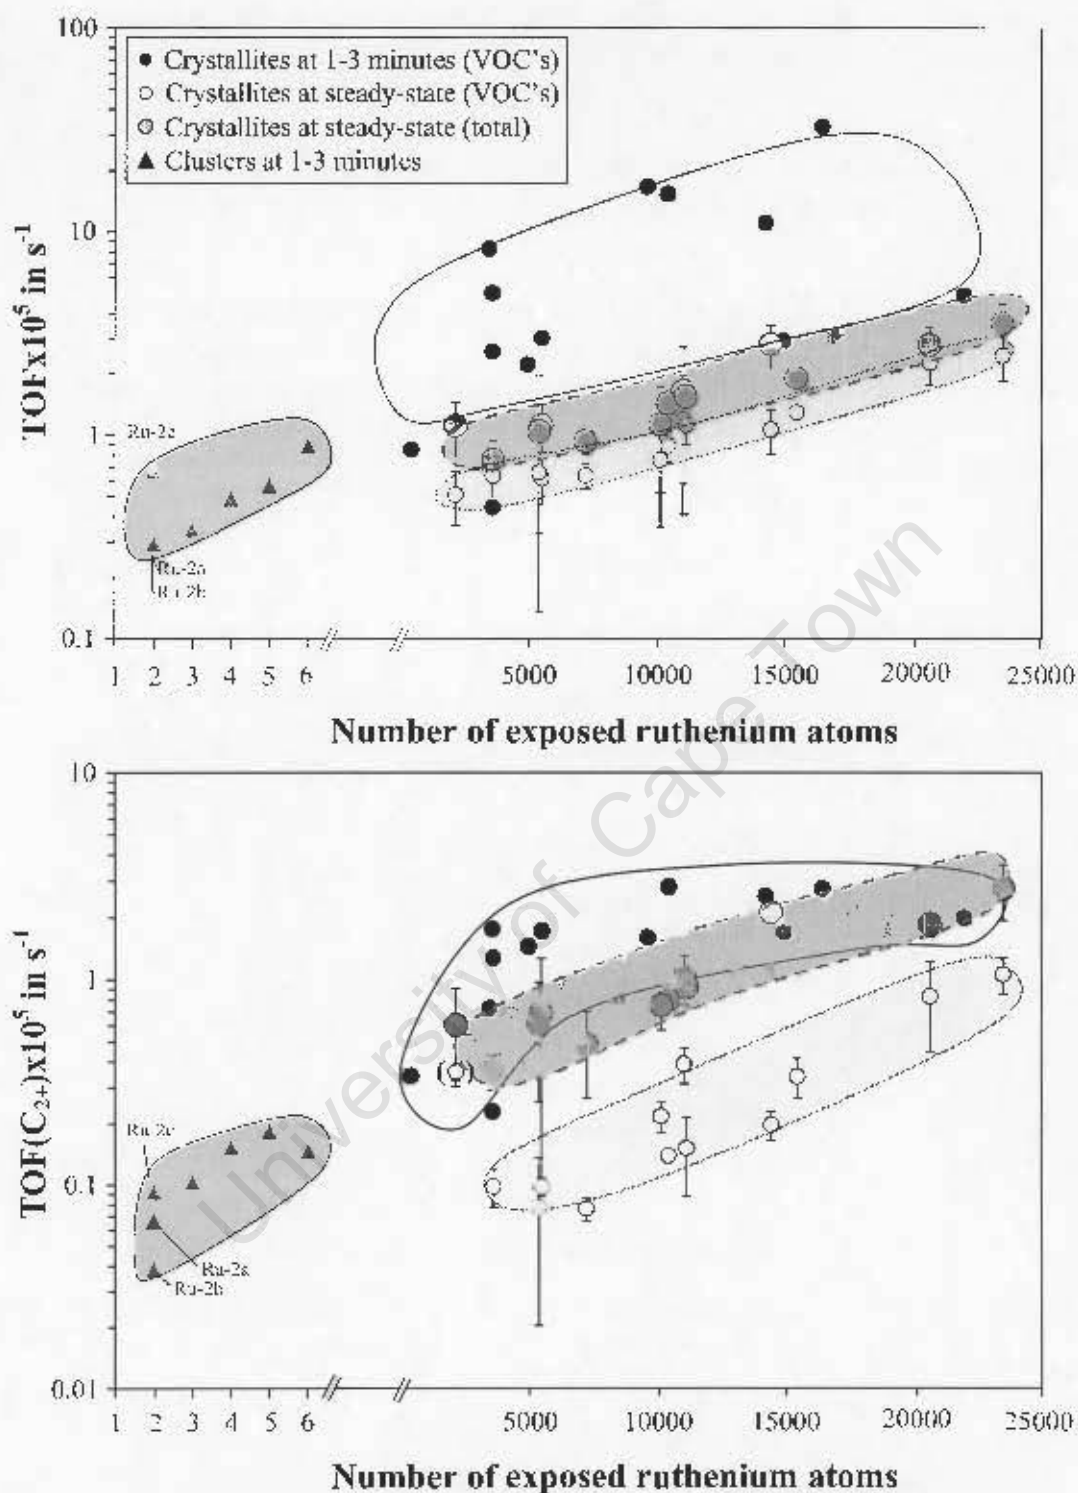 100
● Crystallites at 1-3 minutes (VOC's)
○ Crystallites at steady-state (VOC's)
Crystallites at steady-state (total)
▲ Clusters at 1-3 minutes
10
TOFx10⁵ in s⁻¹
1
Ru-2c
Ru-2a
Ru-2b
0.1
1 2 3 4 5 6 5000 10000 15000 20000 25000
Number of exposed ruthenium atoms
10
TOF(C₂₊)x10⁵ in s⁻¹
1
0.1
Ru-2c
Ru-2a
Ru-2b
0.01
1 2 3 4 5 6 5000 10000 15000 20000 25000
Number of exposed ruthenium atoms
University of Cape Town